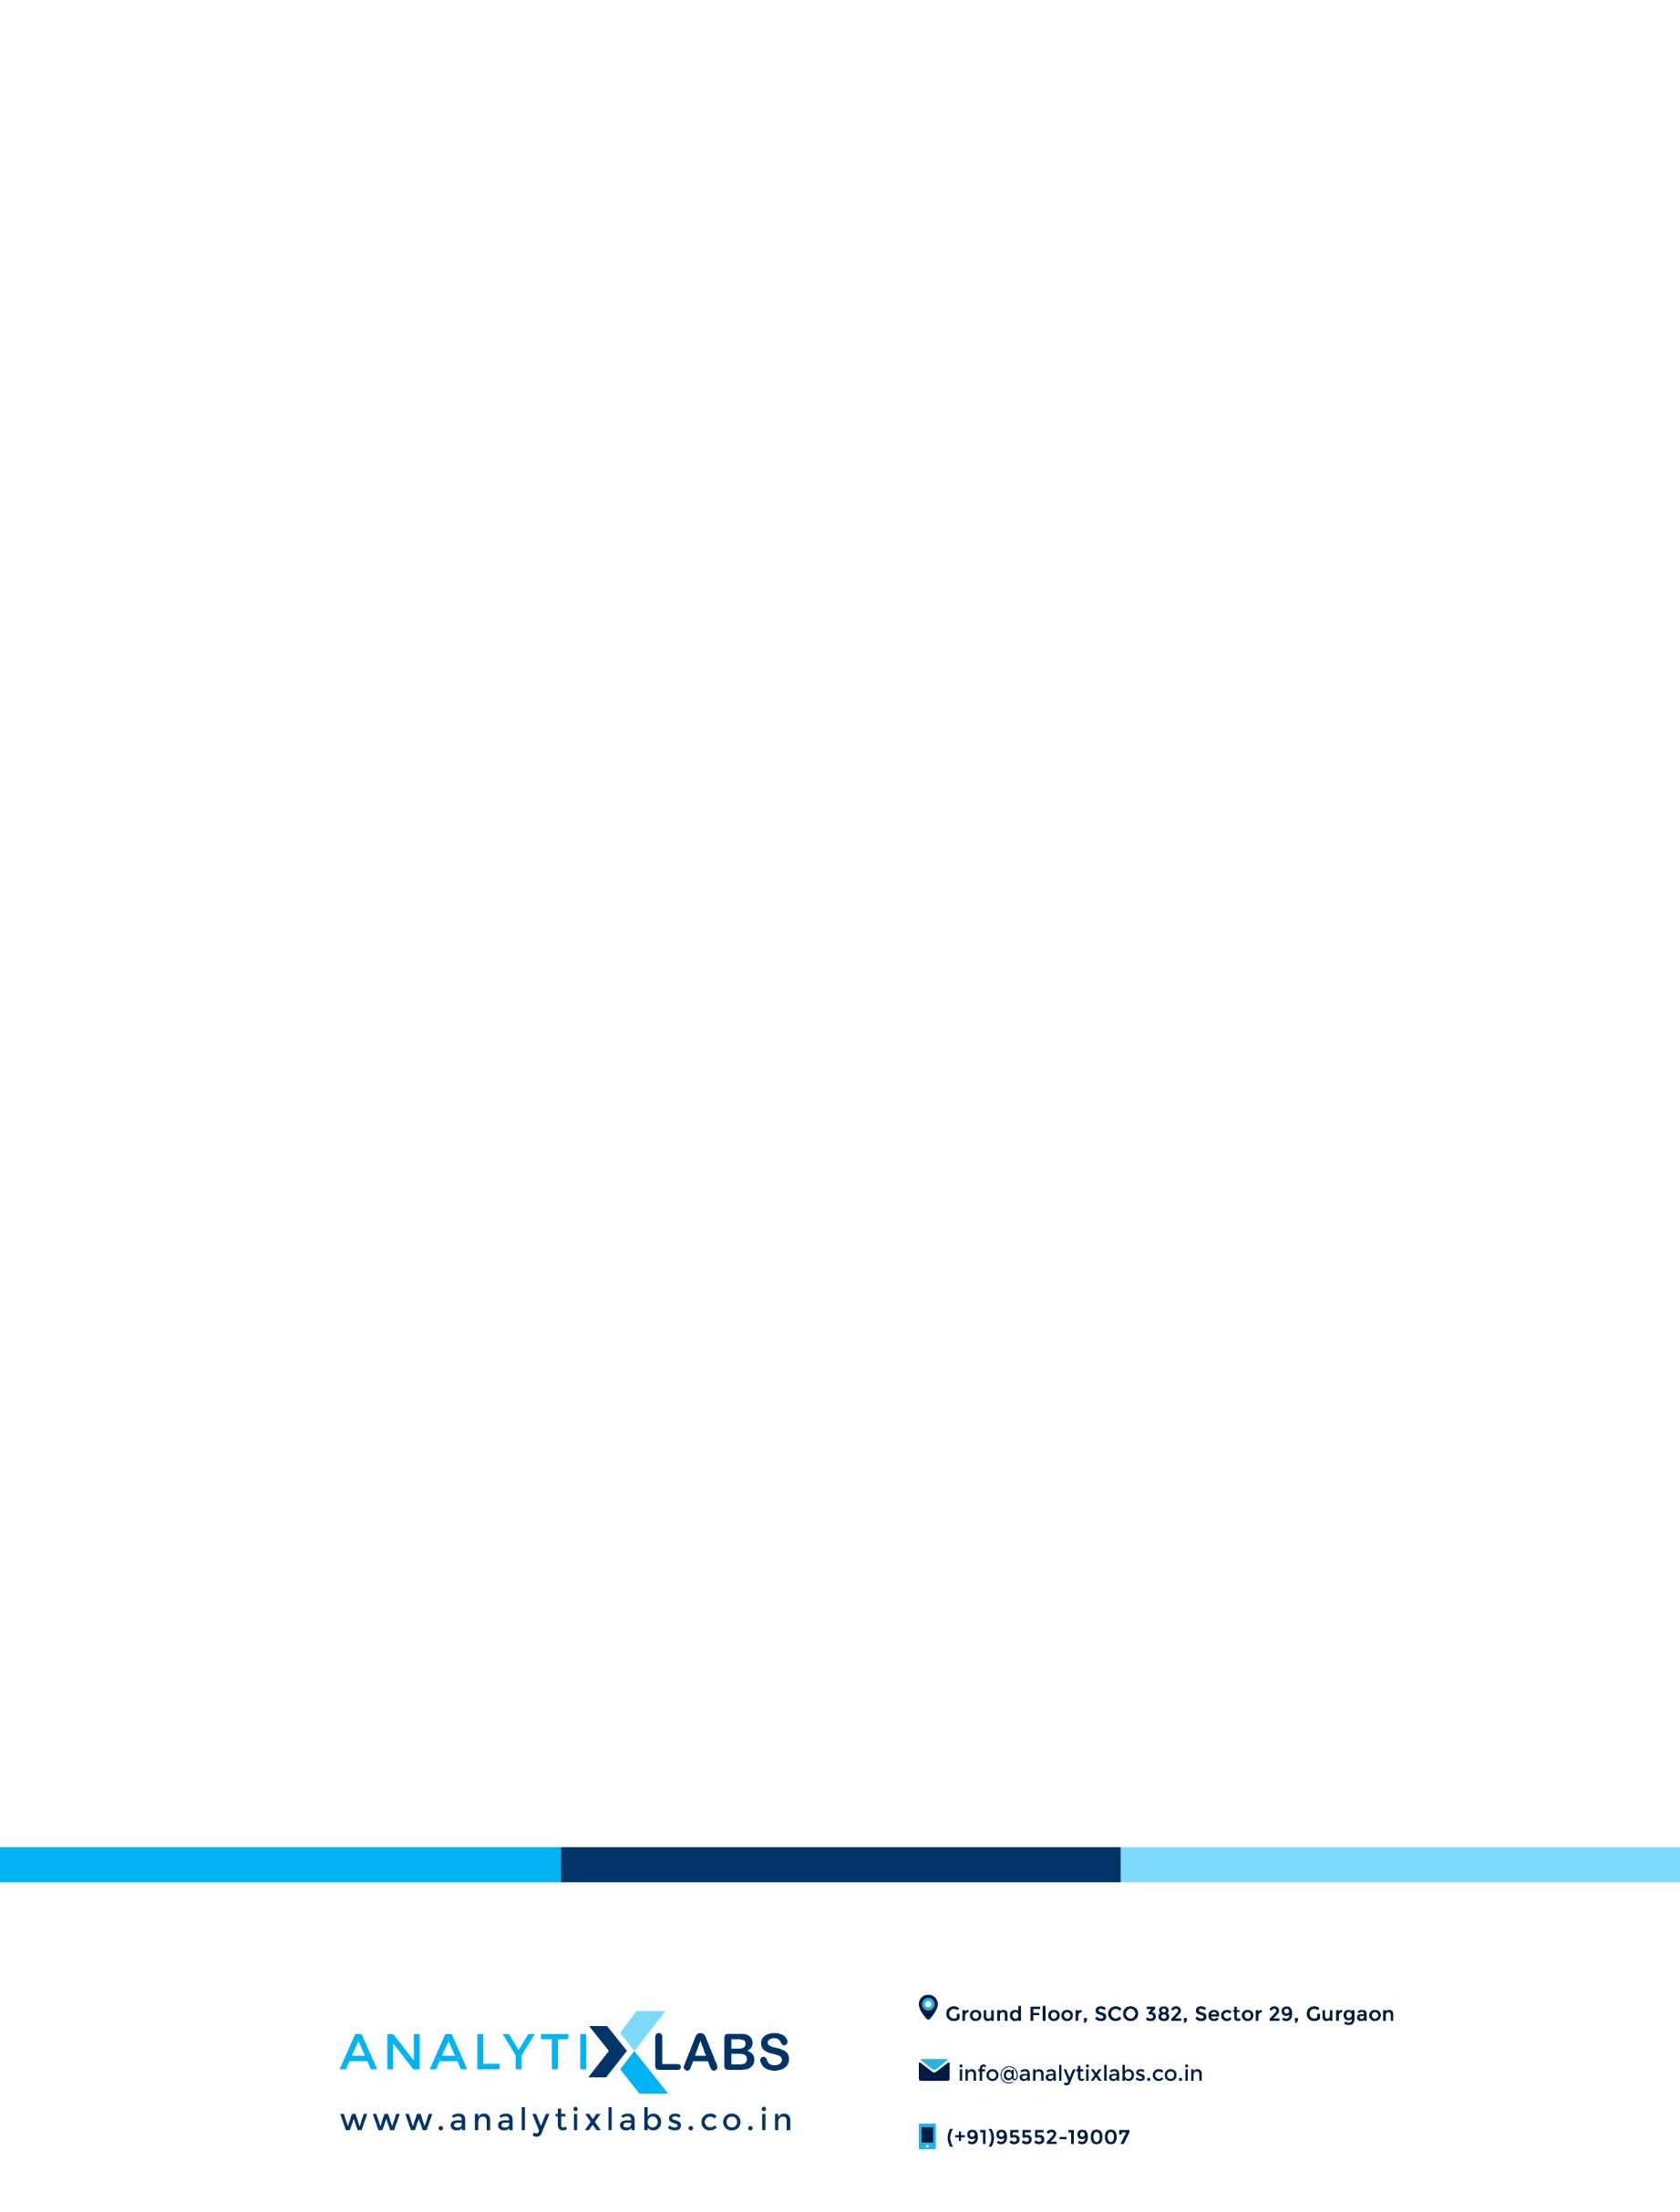 ANALYTIXLABS
www.analytixlabs.co.in
Ground Floor, SCO 382, Sector 29, Gurgaon
info@analytixlabs.co.in
(+91)95552-19007